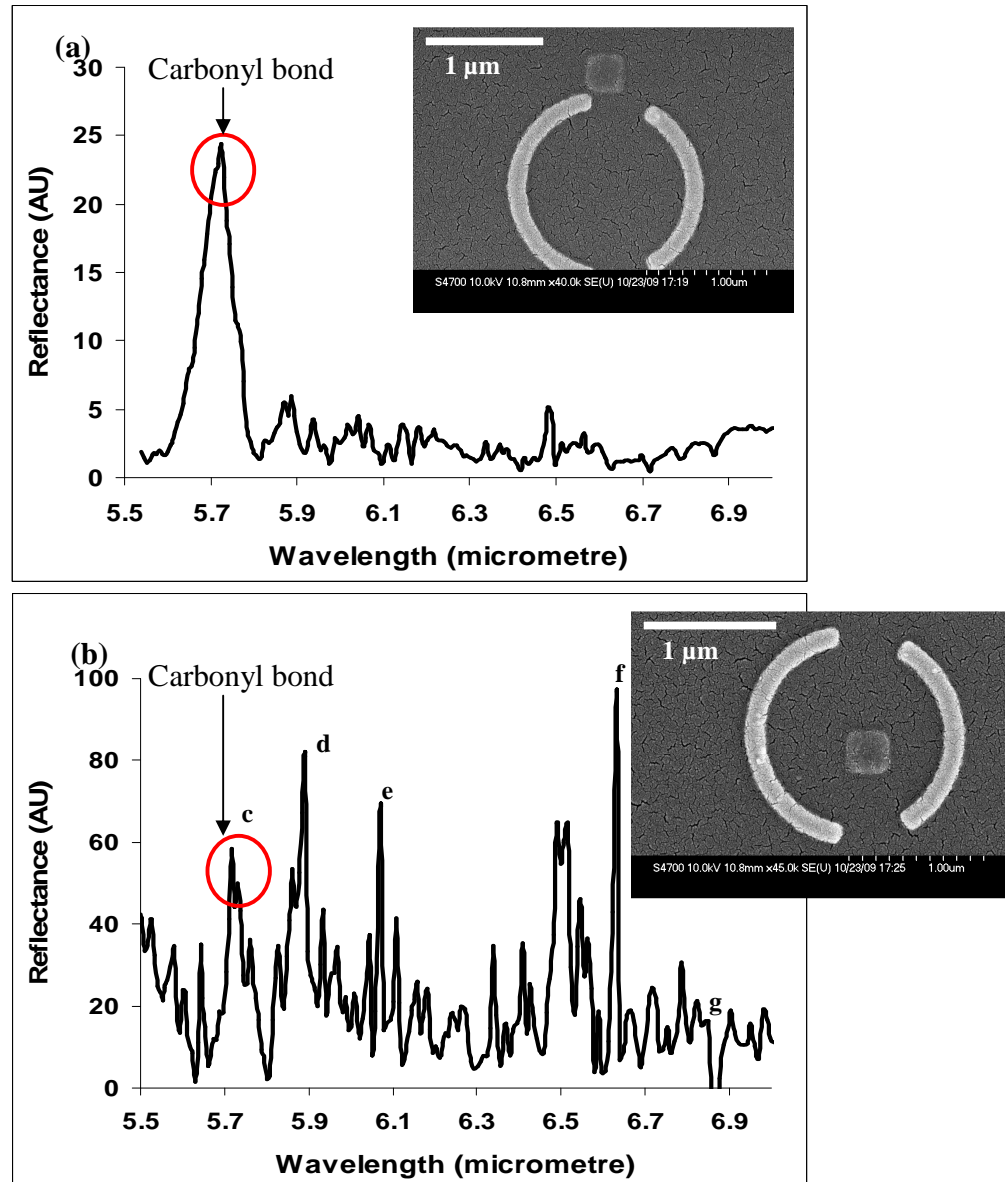 (a)
Carbonyl bond
1 µm
S4700 10.0kV 10.8mm x40.0k SE(U) 10/23/09 17:19 1.00um
Reflectance (AU)
30
25
20
15
10
5
0
5.5 5.7 5.9 6.1 6.3 6.5 6.7 6.9
Wavelength (micrometre)
(b)
Carbonyl bond
1 µm
S4700 10.0kV 10.8mm x45.0k SE(U) 10/23/09 17:25 1.00um
Reflectance (AU)
100
80
60
40
20
0
c
d
e
f
g
5.5 5.7 5.9 6.1 6.3 6.5 6.7 6.9
Wavelength (micrometre)